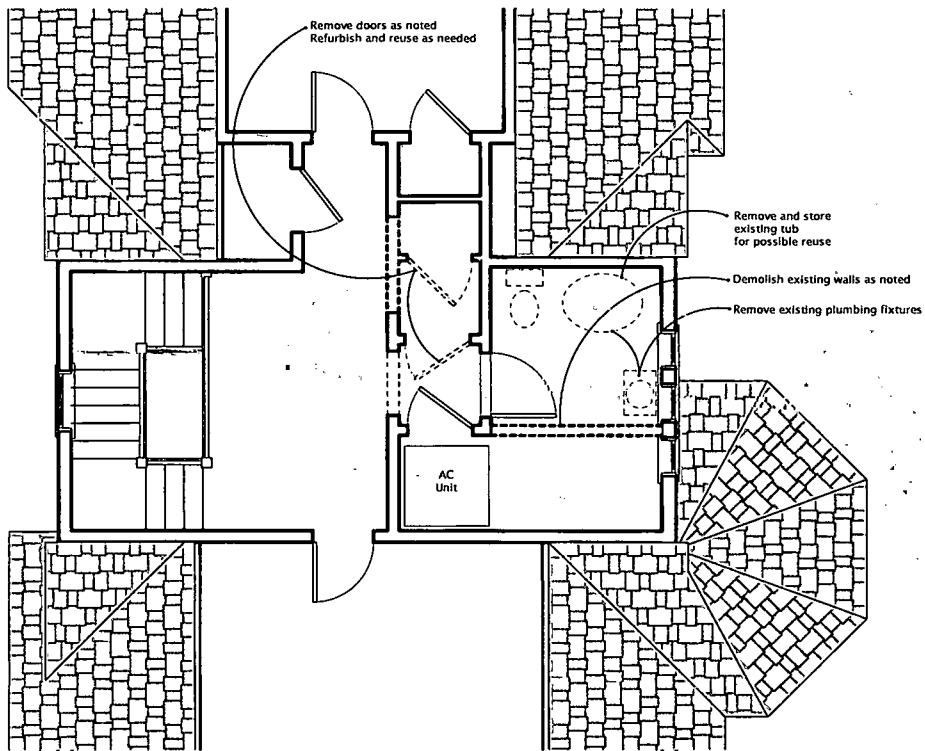 Remove doors as noted
Refurbish and reuse as needed
Remove and store
existing tub
for possible reuse
Demolish existing walls as noted
Remove existing plumbing fixtures
AC
Unit